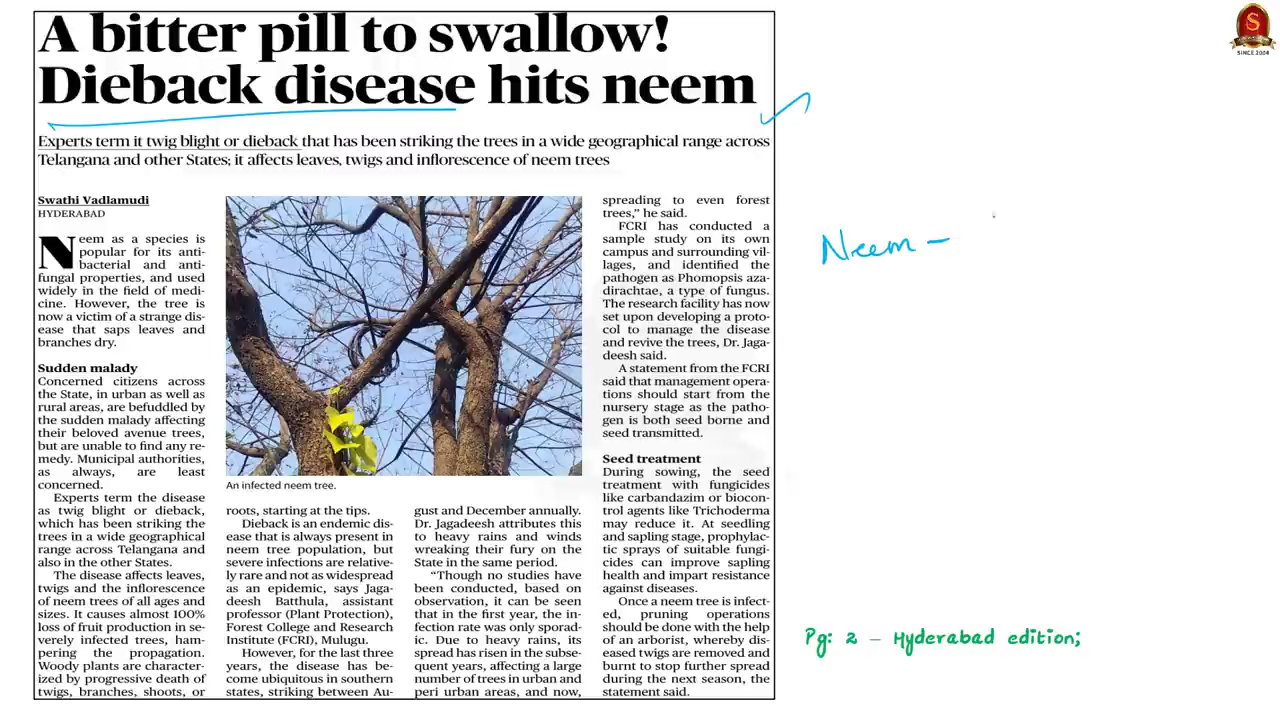 A bitter pill to swallow!
Dieback disease hits neem
Experts term it twig blight or dieback that has been striking the trees in a wide geographical range across
Telangana and other States; it affects leaves, twigs and inflorescence of neem trees
Swathi Vadlamudi
HYDERABAD
Neem as a species is
popular for its anti-
bacterial and anti-
fungal properties, and used
widely in the field of medi-
cine. However, the tree is
now a victim of a strange dis-
ease that saps leaves and
branches dry.
Sudden malady
Concerned citizens across
the State, in urban as well as
rural areas, are befuddled by
the sudden malady affecting
their beloved avenue trees,
but are unable to find any re-
medy. Municipal authorities,
as always, are least
concerned.
Experts term the disease
as twig blight or dieback,
which has been striking the
trees in a wide geographical
range across Telangana and
also in the other States.
The disease affects leaves,
twigs and the inflorescence
of neem trees of all ages and
sizes. It causes almost 100%
loss of fruit production in se-
verely infected trees, ham-
pering the propagation.
Woody plants are character-
ized by progressive death of
twigs, branches, shoots, or
An infected neem tree.
roots, starting at the tips.
Dieback is an endemic dis-
ease that is always present in
neem tree population, but
severe infections are relative-
ly rare and not as widespread
as an epidemic, says Jaga-
deesh Batthula, assistant
professor (Plant Protection),
Forest College and Research
Institute (FCRI), Mulugu.
However, for the last three
years, the disease has be-
come ubiquitous in southern
states, striking between Au-
gust and December annually.
Dr. Jagadeesh attributes this
to heavy rains and winds
wreaking their fury on the
State in the same period.
“Though no studies have
been conducted, based on
observation, it can be seen
that in the first year, the in-
fection rate was only sporad-
ic. Due to heavy rains, its
spread has risen in the subse-
quent years, affecting a large
number of trees in urban and
peri urban areas, and now,
spreading to even forest
trees,” he said.
FCRI has conducted a
sample study on its own
campus and surrounding vil-
lages, and identified the
pathogen as Phomopsis aza-
dirachtae, a type of fungus.
The research facility has now
set upon developing a proto-
col to manage the disease
and revive the trees, Dr. Jaga-
deesh said.
A statement from the FCRI
said that management opera-
tions should start from the
nursery stage as the patho-
gen is both seed borne and
seed transmitted.
Seed treatment
During sowing, the seed
treatment with fungicides
like carbandazim or biocon-
trol agents like Trichoderma
may reduce it. At seedling
and sapling stage, prophylac-
tic sprays of suitable fungi-
cides can improve sapling
health and impart resistance
against diseases.
Once a neem tree is infect-
ed, pruning operations
should be done with the help
of an arborist, whereby dis-
eased twigs are removed and
burnt to stop further spread
during the next season, the
statement said.
S
SINCE 2004
Neem –
Pg: 2 – Hyderabad edition;